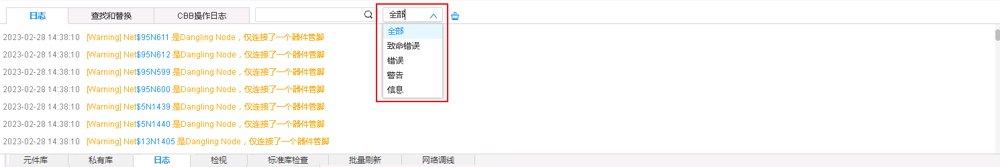 日志 查找和替换 CBB操作日志 全部
全部
致命错误
错误
警告
信息
2023-02-28 14:38:10 [Warning] Net$95N611 是Dangling Node，仅连接了一个器件管脚
2023-02-28 14:38:10 [Warning] Net$95N612 是Dangling Node，仅连接了一个器件管脚
2023-02-28 14:38:10 [Warning] Net$95N599 是Dangling Node，仅连接了一个器件管脚
2023-02-28 14:38:10 [Warning] Net$95N600 是Dangling Node，仅连接了一个器件管脚
2023-02-28 14:38:10 [Warning] Net$5N1439 是Dangling Node，仅连接了一个器件管脚
2023-02-28 14:38:10 [Warning] Net$5N1440 是Dangling Node，仅连接了一个器件管脚
2023-02-28 14:38:10 [Warning] Net$13N1405 是Dangling Node，仅连接了一个器件管脚
元件库 私有库 日志 检视 标准库检查 批量刷新 网络调线